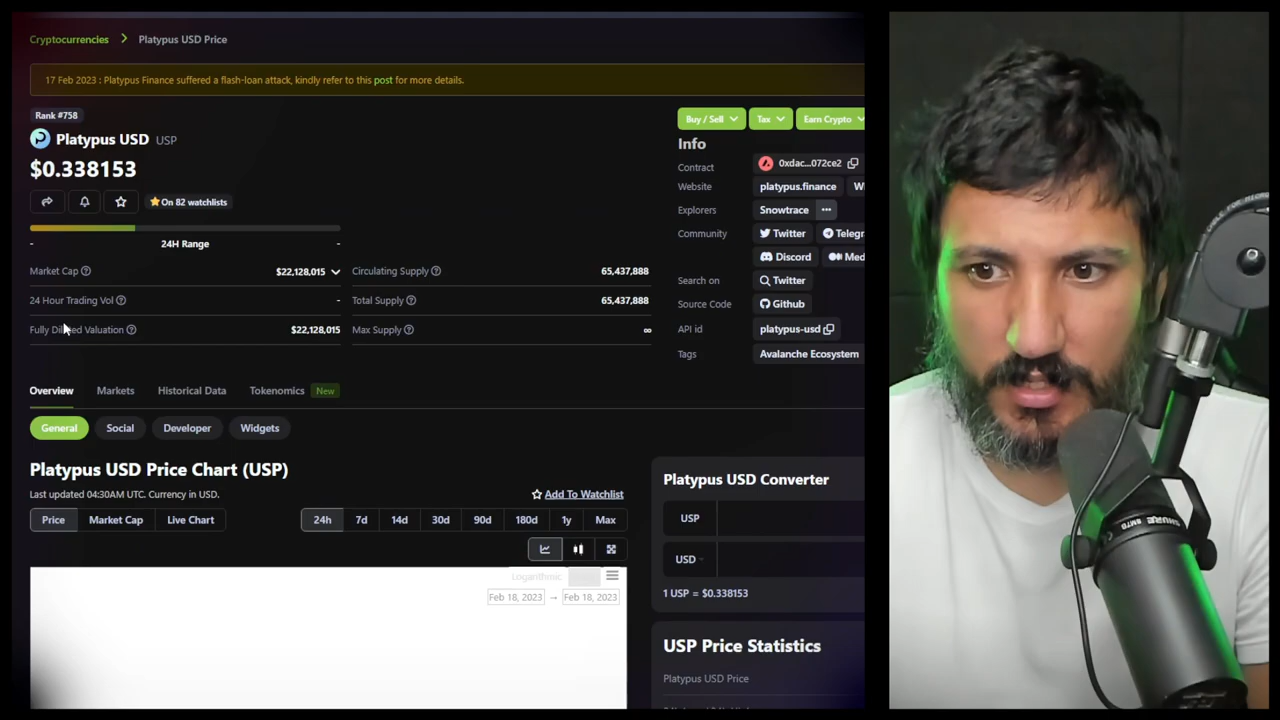 Cryptocurrencies > Platypus USD Price
17 Feb 2023 : Platypus Finance suffered a flash-loan attack, kindly refer to this post for more details.
Rank #758
Platypus USD USP
$0.338153
On 82 watchlists
- 24H Range -
Market Cap $22,128,015
24 Hour Trading Vol -
Fully Diluted Valuation $22,128,015
Circulating Supply 65,437,888
Total Supply 65,437,888
Max Supply ∞
Buy / Sell Tax Earn Crypto
Info
Contract 0xdac...072ce2
Website platypus.finance
Explorers Snowtrace
Community Twitter Telegr
Discord Med
Search on Twitter
Source Code Github
API id platypus-usd
Tags Avalanche Ecosystem
Overview Markets Historical Data Tokenomics New
General Social Developer Widgets
Platypus USD Price Chart (USP)
Last updated 04:30AM UTC. Currency in USD.
Add To Watchlist
Price Market Cap Live Chart
24h 7d 14d 30d 90d 180d 1y Max
Logarithmic
Feb 18, 2023 → Feb 18, 2023
Platypus USD Converter
USP
USD
1 USP = $0.338153
USP Price Statistics
Platypus USD Price
SHURE SM7B